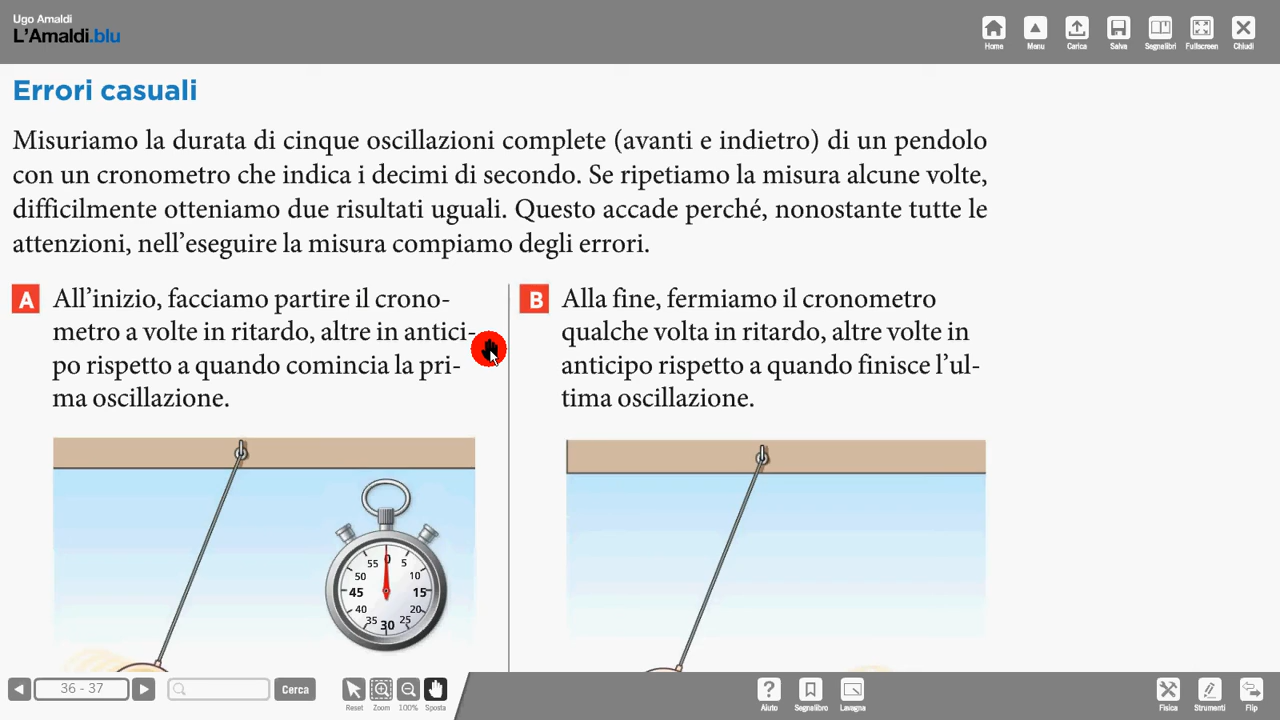 Ugo Amaldi
L'Amaldi.blu
Home
Menu
Carica
Salva
Segnalibri
Fullscreen
Chiudi
Errori casuali
Misuriamo la durata di cinque oscillazioni complete (avanti e indietro) di un pendolo
con un cronometro che indica i decimi di secondo. Se ripetiamo la misura alcune volte,
difficilmente otteniamo due risultati uguali. Questo accade perché, nonostante tutte le
attenzioni, nell'eseguire la misura compiamo degli errori.
A
All'inizio, facciamo partire il crono-
metro a volte in ritardo, altre in antici-
po rispetto a quando comincia la pri-
ma oscillazione.
B
Alla fine, fermiamo il cronometro
qualche volta in ritardo, altre volte in
anticipo rispetto a quando finisce l'ul-
tima oscillazione.
0
5
10
15
20
25
30
35
40
45
50
55
36 - 37
Cerca
Reset
Zoom
100%
Sposta
Aiuto
Segnalibro
Lavagna
Fisica
Strumenti
Flip